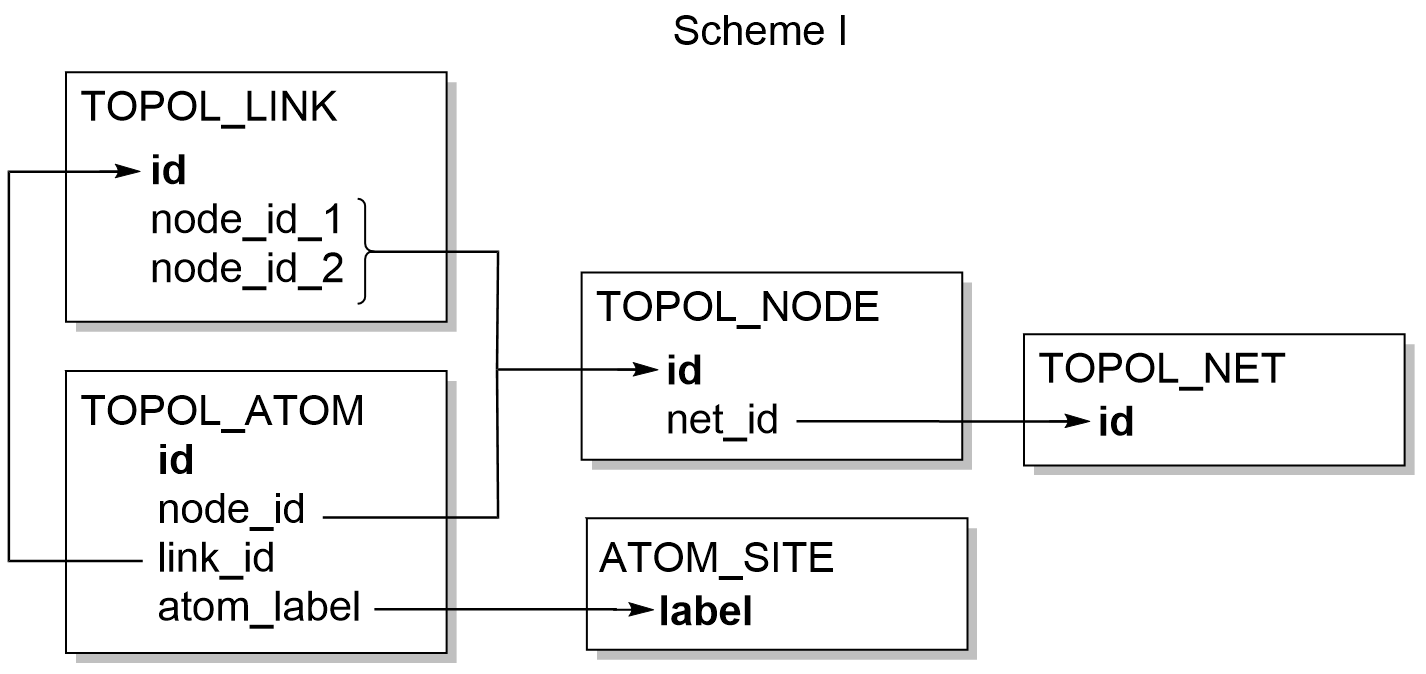 Scheme I
TOPOL_LINK
id
node_id_1
node_id_2
TOPOL_ATOM
id
node_id
link_id
atom_label
TOPOL_NODE
id
net_id
ATOM_SITE
label
TOPOL_NET
id